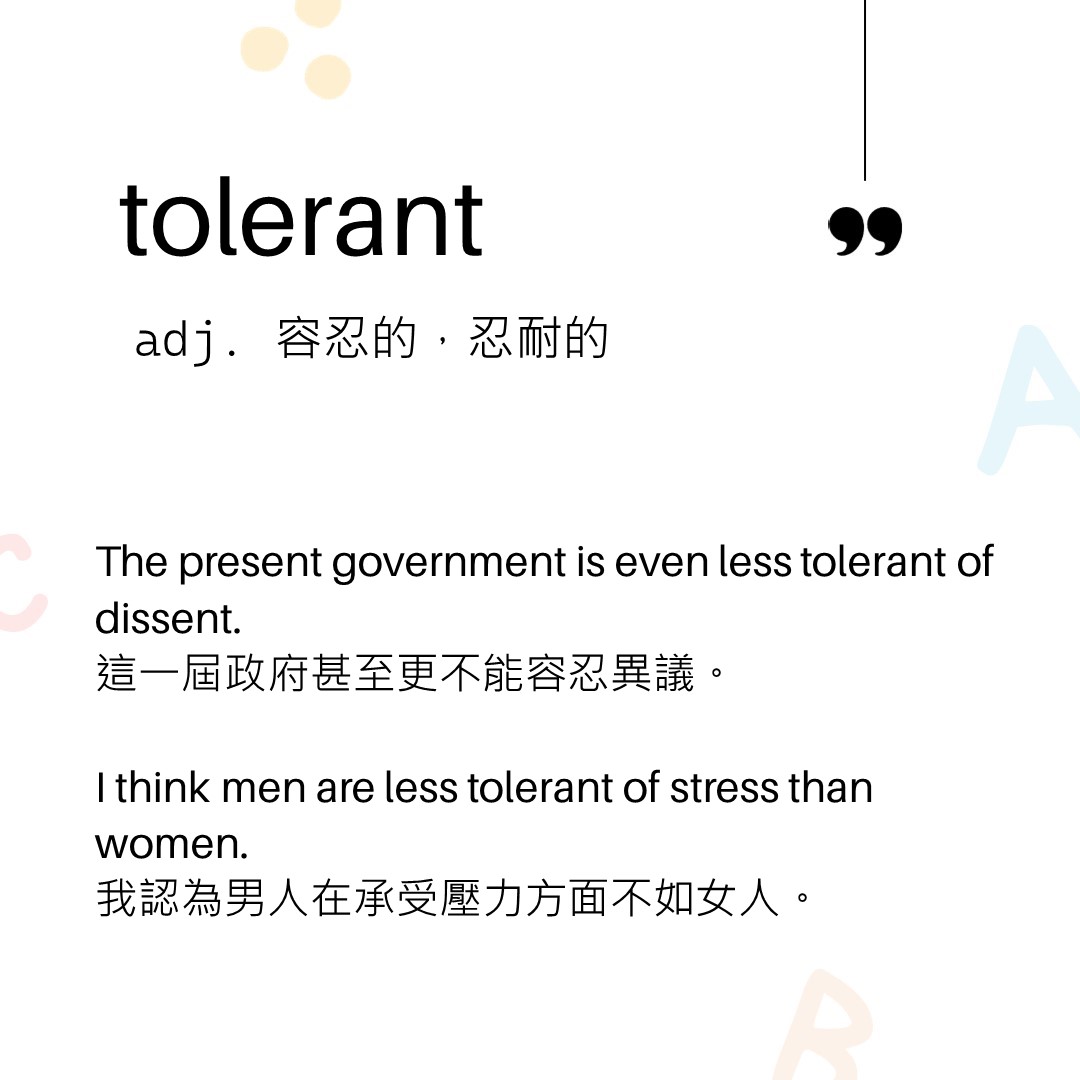 tolerant
”
adj. 容忍的，忍耐的
A
The present government is even less tolerant of
C
dissent.
這一屆政府甚至更不能容忍異議。
I think men are less tolerant of stress than
women.
我認為男人在承受壓力方面不如女人。
B